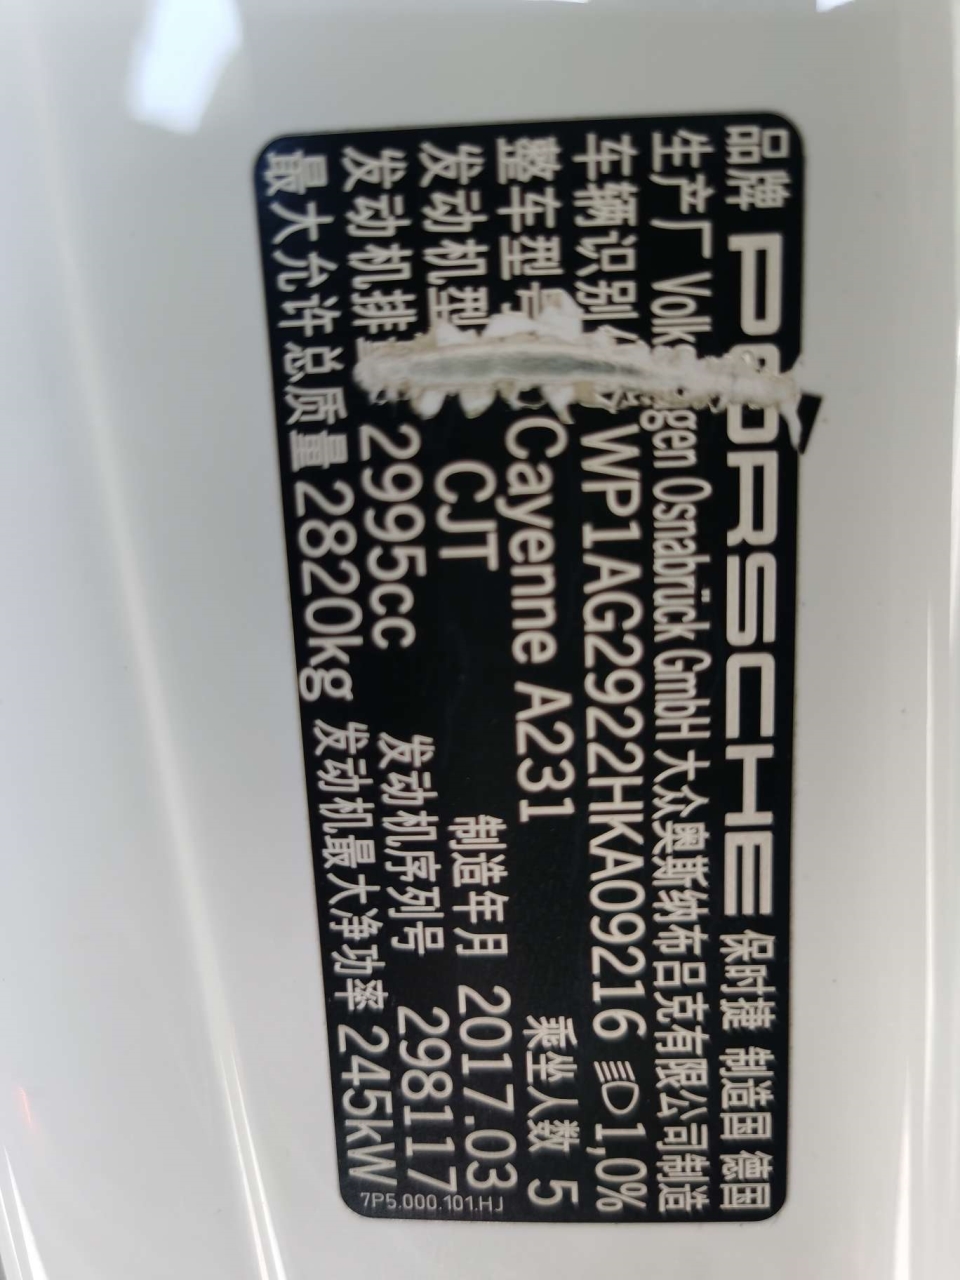 品牌 PORSCHE 保时捷 制造国 德国
生产厂 Volkswagen Osnabrück GmbH 大众奥斯纳布吕克有限公司制造
车辆识别 WP1AG2922HKA09216 1,0%
整车型号 Cayenne A231 乘坐人数 5
发动机型 CJT 制造年月 2017.03
发动机排量 2995cc 发动机序列号 298117
最大允许总质量 2820kg 发动机最大净功率 245kW
7P5.000.101.HJ